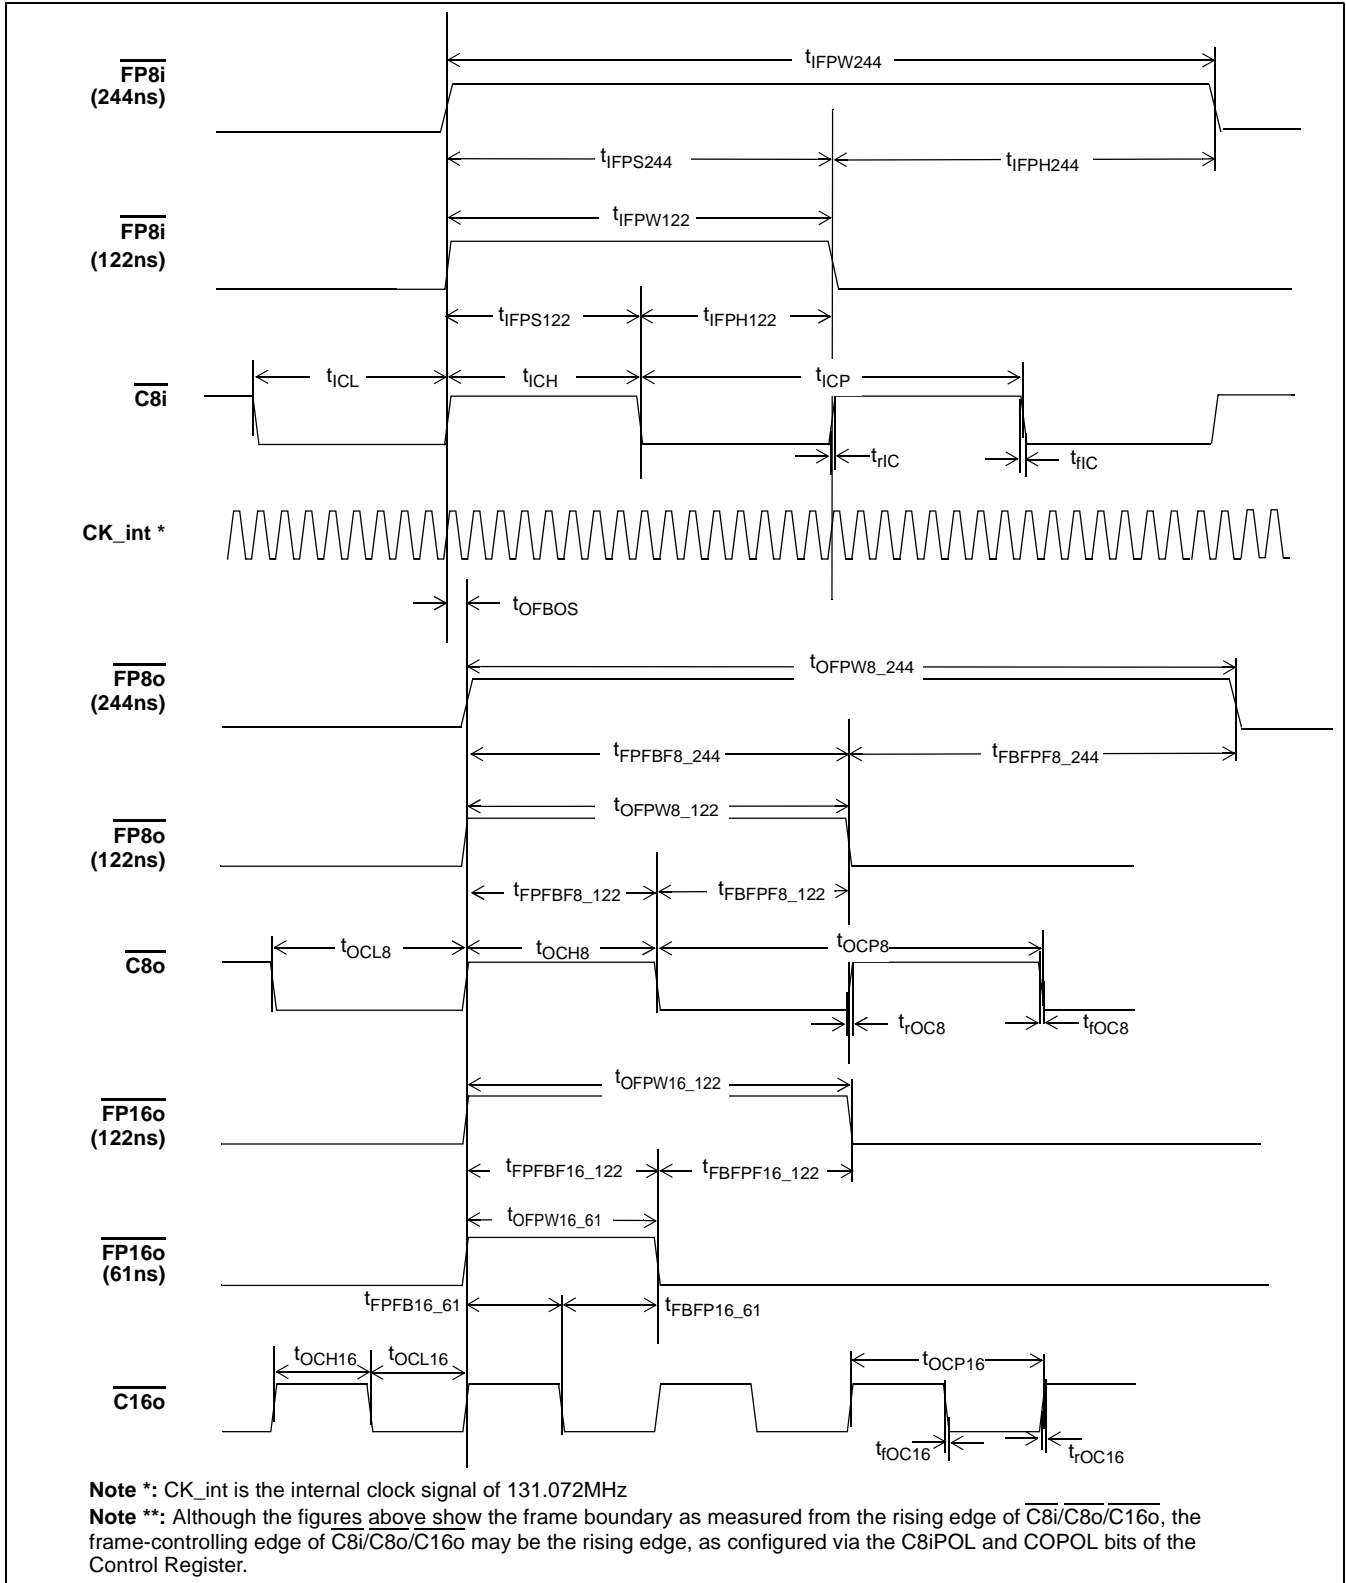 tIFPW244
FP8i
(244ns)
tIFPS244
tIFPH244
tIFPW122
FP8i
(122ns)
tIFPS122
tIFPH122
tICL
tICH
tICP
C8i
trIC
tfIC
CK_int *
tOFBOS
tOFPW8_244
FP8o
(244ns)
tFPFBF8_244
tFBFPF8_244
tOFPW8_122
FP8o
(122ns)
tFPFBF8_122
tFBFPF8_122
tOCL8
tOCH8
tOCP8
C8o
trOC8
tfOC8
tOFPW16_122
FP16o
(122ns)
tFPFBF16_122
tFBFPF16_122
tOFPW16_61
FP16o
(61ns)
tFPFB16_61
tFBFP16_61
tOCH16
tOCL16
tOCP16
C16o
tfOC16
trOC16
Note *: CK_int is the internal clock signal of 131.072MHz
Note **: Although the figures above show the frame boundary as measured from the rising edge of C8i/C8o/C16o, the
frame-controlling edge of C8i/C8o/C16o may be the rising edge, as configured via the C8iPOL and COPOL bits of the
Control Register.